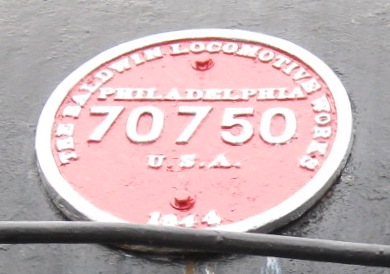 THE BALDWIN LOCOMOTIVE WORKS
PHILADELPHIA
70750
U.S.A.
1944